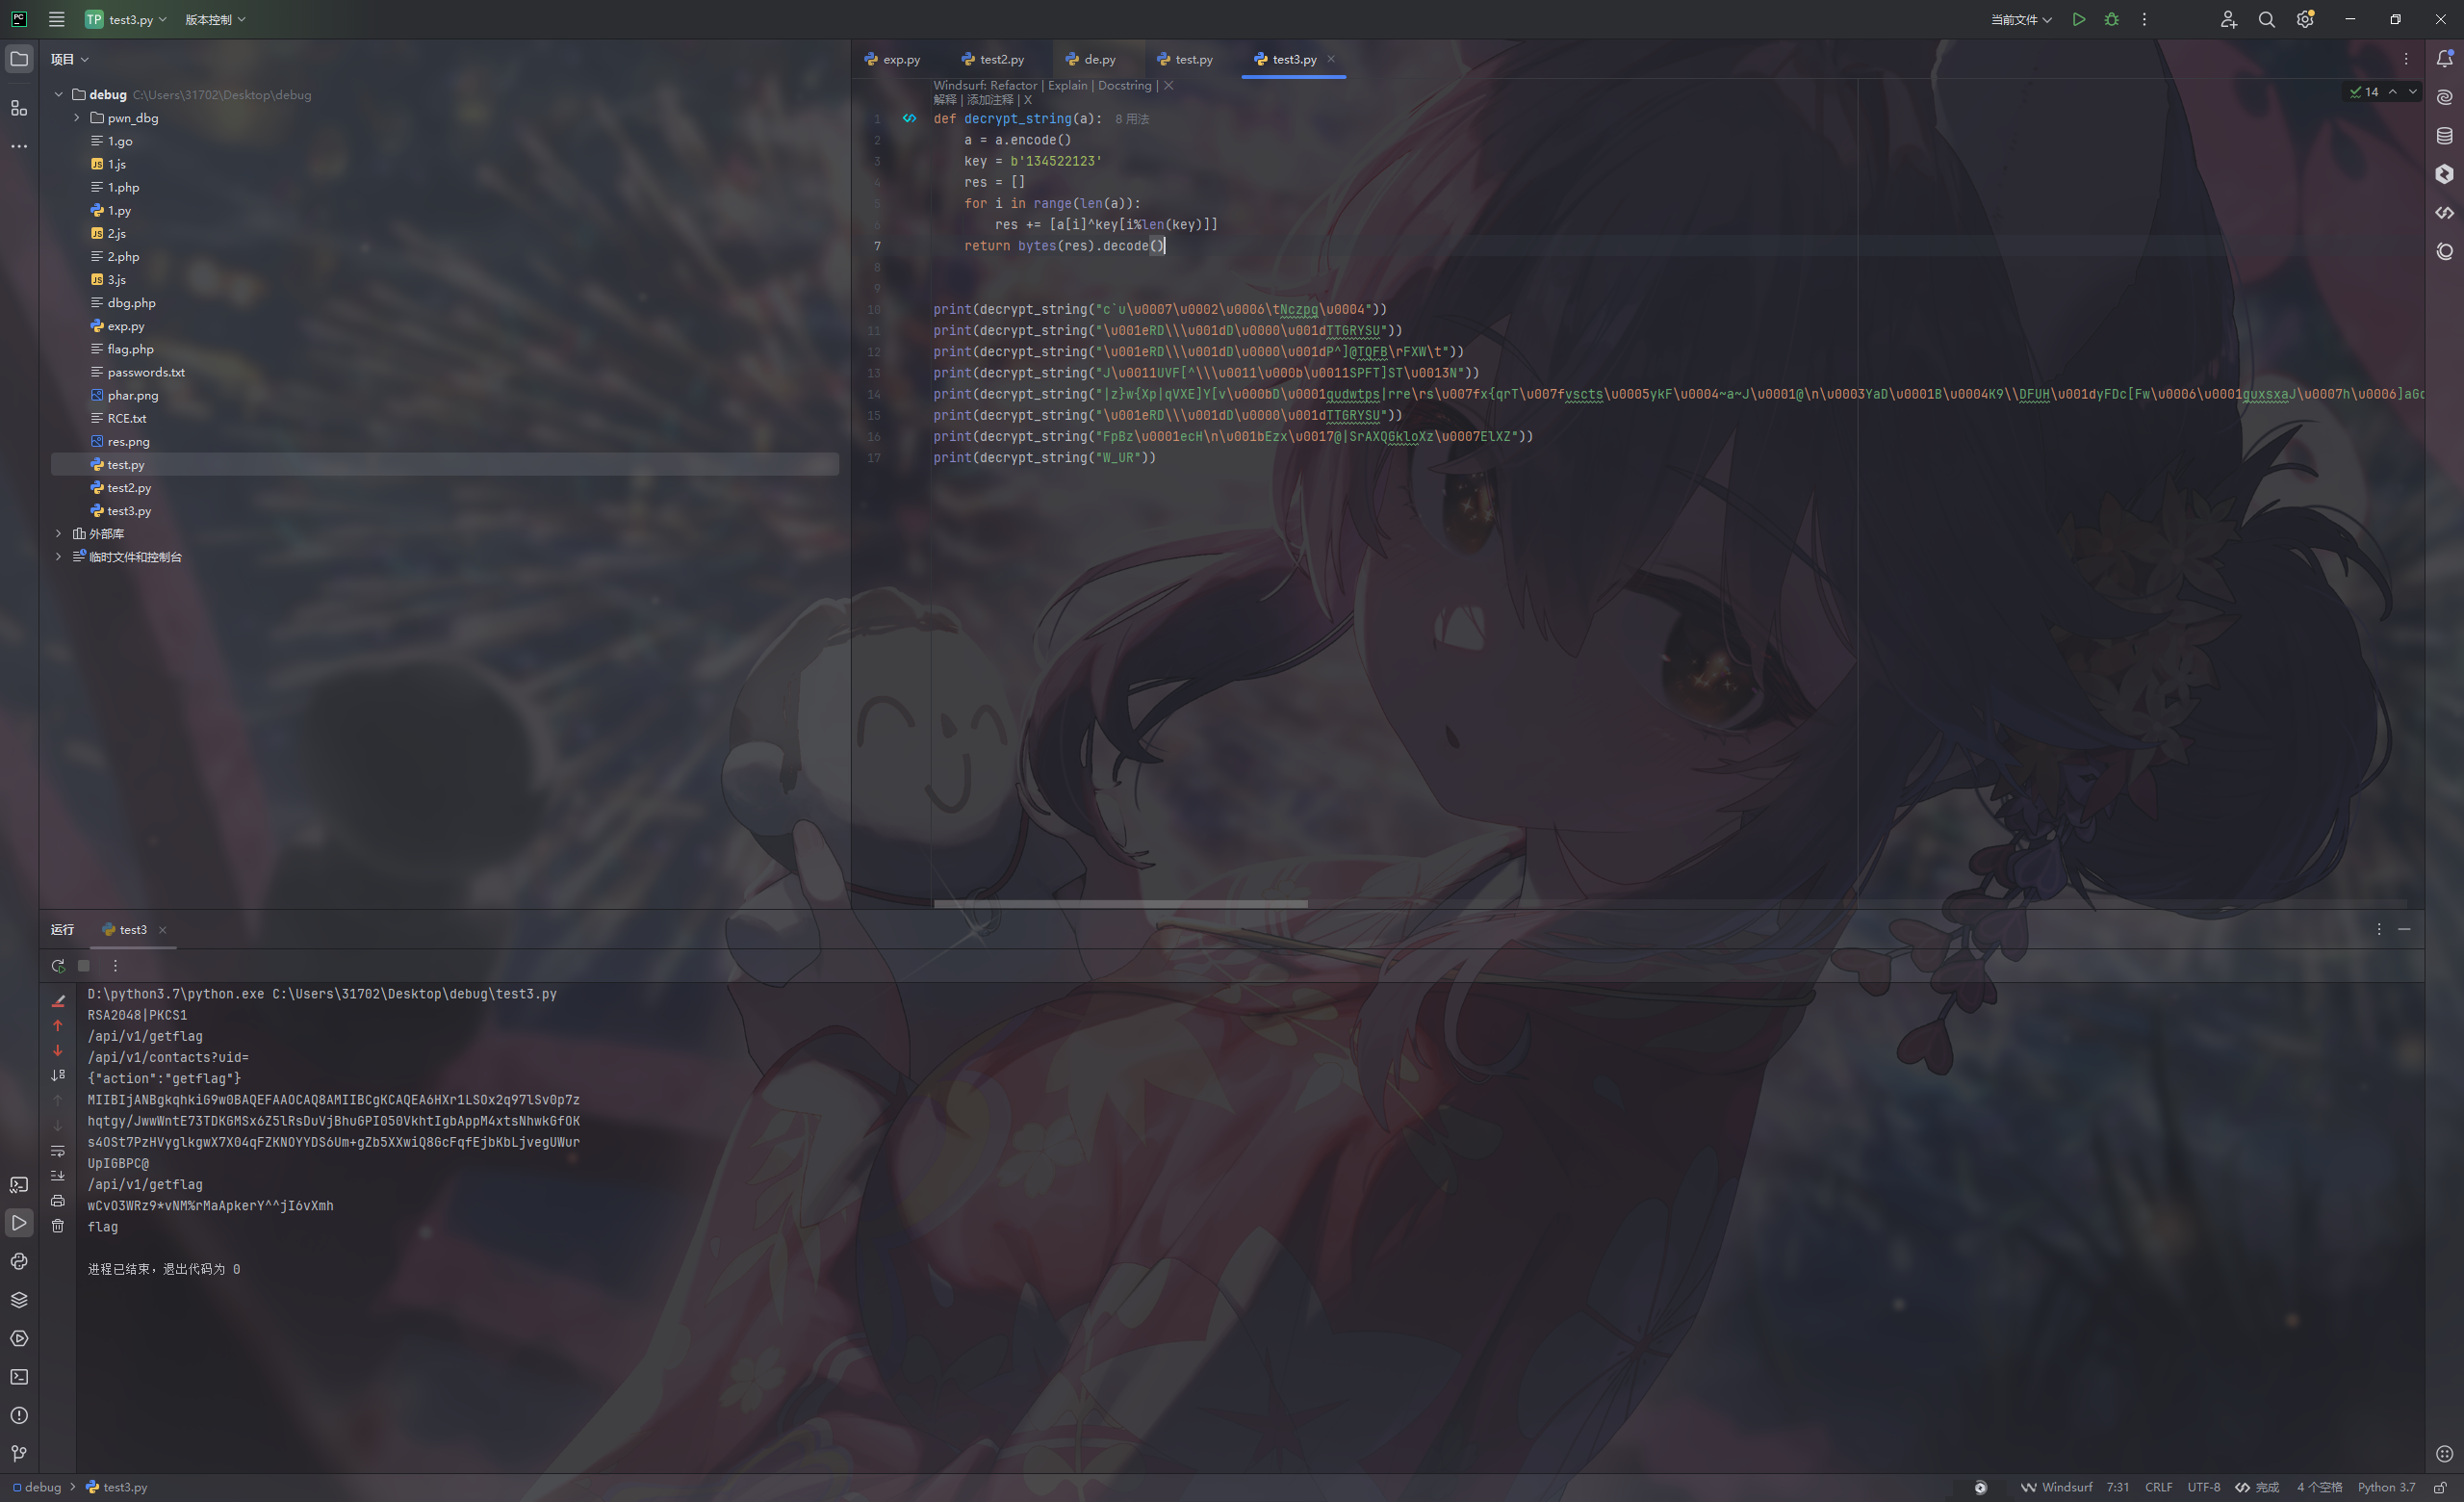 TP test3.py 版本控制 当前文件
项目
debug C:\Users\31702\Desktop\debug
pwn_dbg
1.go
1.js
1.php
1.py
2.js
2.php
3.js
dbg.php
exp.py
flag.php
passwords.txt
phar.png
RCE.txt
res.png
test.py
test2.py
test3.py
外部库
临时文件和控制台
exp.py test2.py de.py test.py test3.py
Windsurf: Refactor | Explain | Docstring | X
解释 | 添加注释 | X
14
1 def decrypt_string(a): 8 用法
2 a = a.encode()
3 key = b'134522123'
4 res = []
5 for i in range(len(a)):
6 res += [a[i]^key[i%len(key)]]
7 return bytes(res).decode()
8
9
10 print(decrypt_string("c`u\u0007\u0002\u0006\tNczpq\u0004"))
11 print(decrypt_string("\u001eRD\\\u001dD\u0000\u001dTTGRYSU"))
12 print(decrypt_string("\u001eRD\\\u001dD\u0000\u001dP^]@TQFB\rFXW\t"))
13 print(decrypt_string("J\u0011UVF[^\\\u0011\u000b\u0011SPFT]ST\u0013N"))
14 print(decrypt_string("|z}w{Xp|qVXE]Y[v\u000bD\u0001qudwtps|rre\rs\u007fx{qrT\u007fvscts\u0005ykF\u0004~a~J\u0001@\n\u0003YaD\u0001B\u0004K9\\DFUH\u001dyFDc[Fw\u0006\u0001guxsxaJ\u0007h\u0006]aGc
15 print(decrypt_string("\u001eRD\\\u001dD\u0000\u001dTTGRYSU"))
16 print(decrypt_string("FpBz\u0001ecH\n\u001bEzx\u0017@|SrAXQGkloXz\u0007ElXZ"))
17 print(decrypt_string("W_UR"))
运行 test3
D:\python3.7\python.exe C:\Users\31702\Desktop\debug\test3.py
RSA2048|PKCS1
/api/v1/getflag
/api/v1/contacts?uid=
{"action":"getflag"}
MIIBIjANBgkqhkiG9w0BAQEFAAOCAQ8AMIIBCgKCAQEA6HXr1LSOx2q97lSv0p7z
hqtgy/JwwWntE73TDKGMSx6Z5lRsDuVjBhuGPI050VkhtIgbAppM4xtsNhwkGfOK
s4OSt7PzHVyglkgwX7X04qFZKNOYYDS6Um+gZb5XXwiQ8GcFqfEjbKbLjvegUWur
UpIGBPC@
/api/v1/getflag
wCvO3WRz9*vNM%rMaApkerY^^jI6vXmh
flag
进程已结束，退出代码为 0
debug test3.py Windsurf 7:31 CRLF UTF-8 完成 4 个空格 Python 3.7